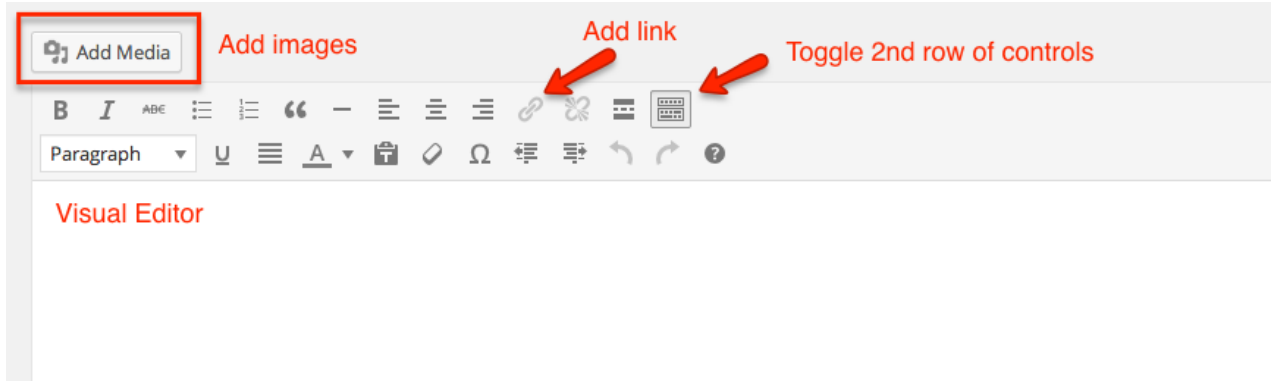 Add Media
Add images
Add link
Toggle 2nd row of controls
B I ABC
Paragraph U A T Ω ?
Visual Editor